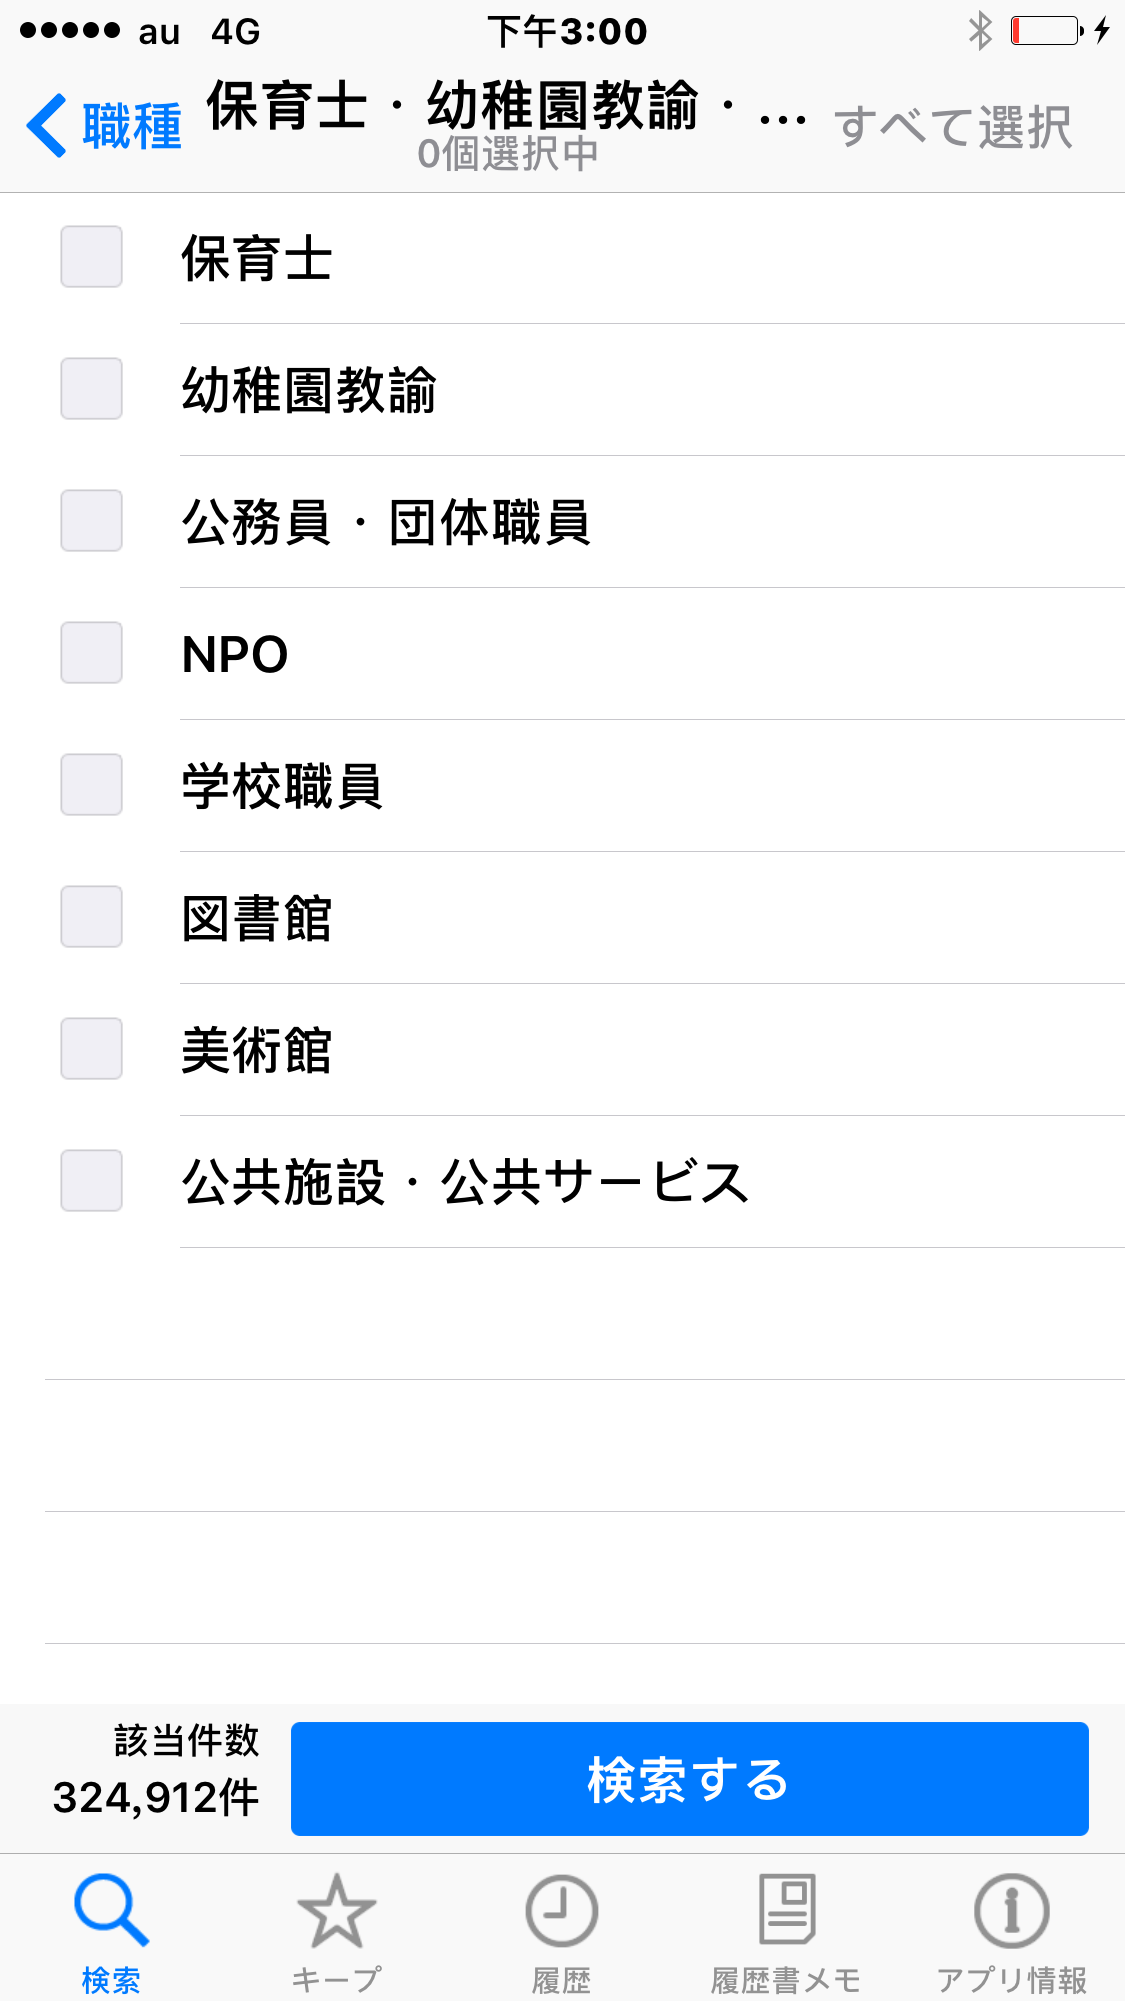 au 4G 下午3:00
職種 保育士・幼稚園教諭・… すべて選択
0個選択中
保育士
幼稚園教諭
公務員・団体職員
NPO
学校職員
図書館
美術館
公共施設・公共サービス
該当件数
324,912件
検索する
検索 キープ 履歴 履歴書メモ アプリ情報